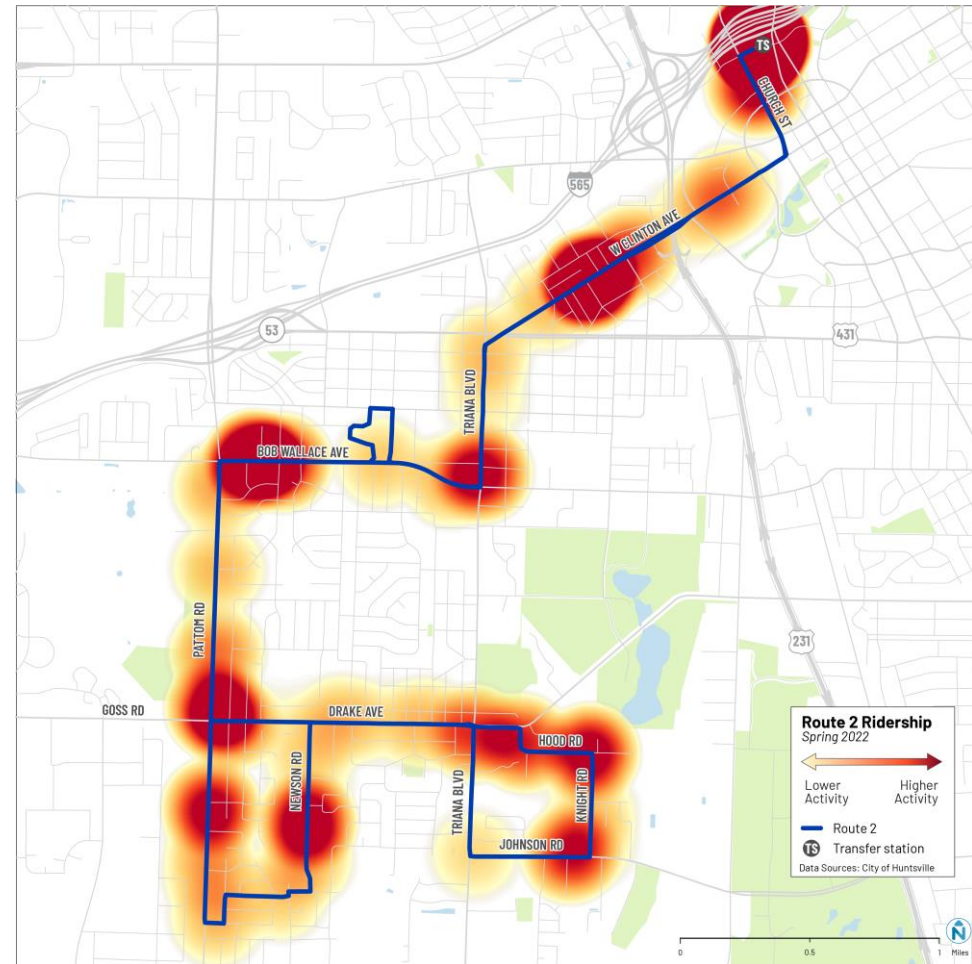 TS
CHURCH ST
565
W CLINTON AVE
53
431
TRIANA BLVD
BOB WALLACE AVE
PATTOM RD
231
GOSS RD
DRAKE AVE
HOOD RD
NEWSON RD
TRIANA BLVD
KNIGHT RD
JOHNSON RD
Route 2 Ridership
Spring 2022
Lower Activity
Higher Activity
Route 2
TS Transfer station
Data Sources: City of Huntsville
N
0 0.5 1 Miles